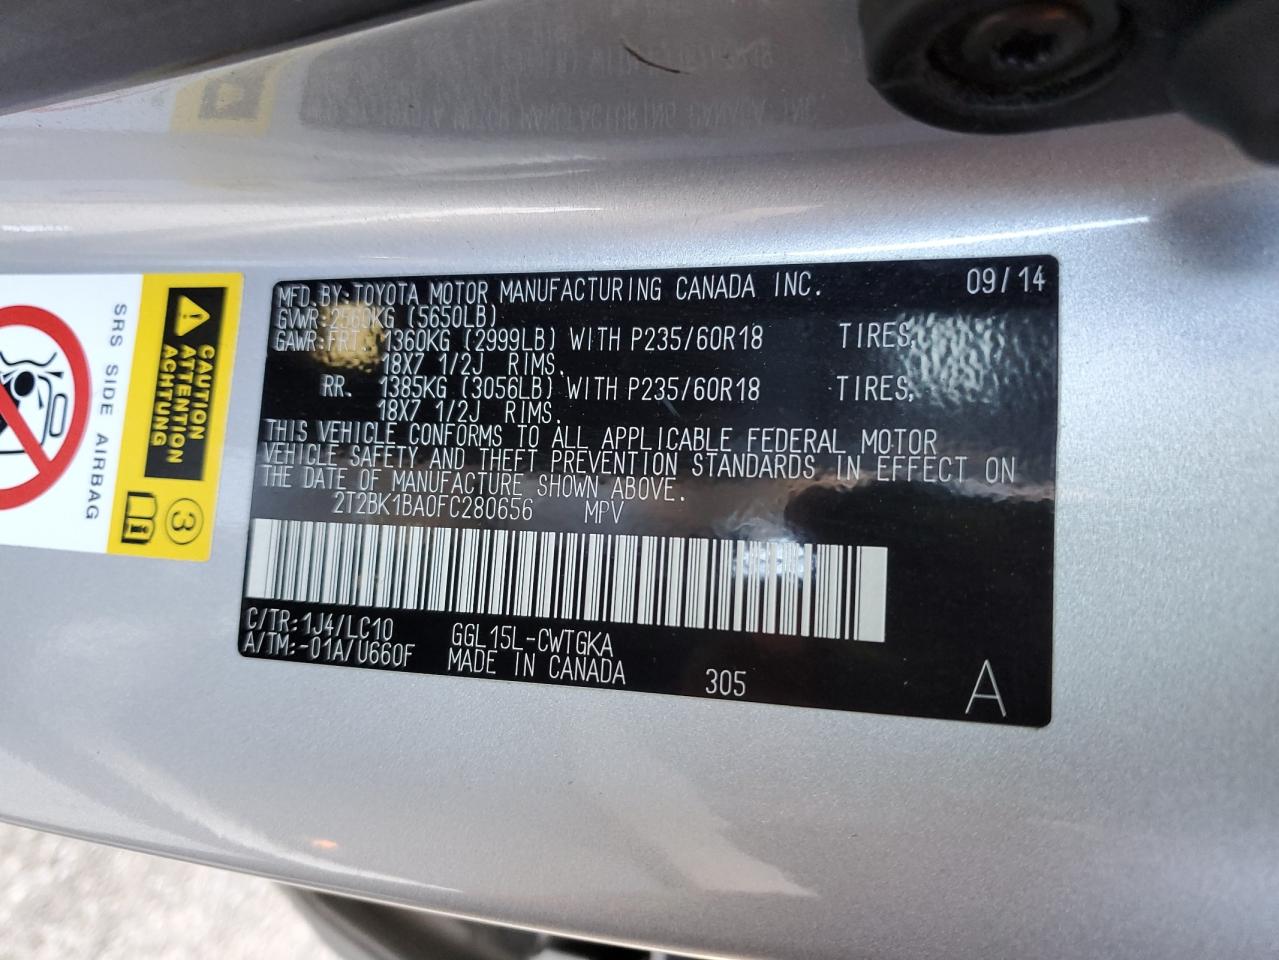 MFD.BY:TOYOTA MOTOR MANUFACTURING CANADA INC. 09/14
GVWR:2560KG (5650LB)
GAWR:FRT. 1360KG (2999LB) WITH P235/60R18 TIRES,
18X7 1/2J RIMS.
RR. 1385KG (3056LB) WITH P235/60R18 TIRES,
18X7 1/2J RIMS.
THIS VEHICLE CONFORMS TO ALL APPLICABLE FEDERAL MOTOR
VEHICLE SAFETY AND THEFT PREVENTION STANDARDS IN EFFECT ON
THE DATE OF MANUFACTURE SHOWN ABOVE.
2T2BK1BA0FC280656 MPV
C/TR:1J4/LC10 GGL15L-CWTGKA
A/TM:-01A/U660F MADE IN CANADA 305 A
CAUTION
ATTENTION
ACHTUNG
SRS SIDE AIRBAG
3